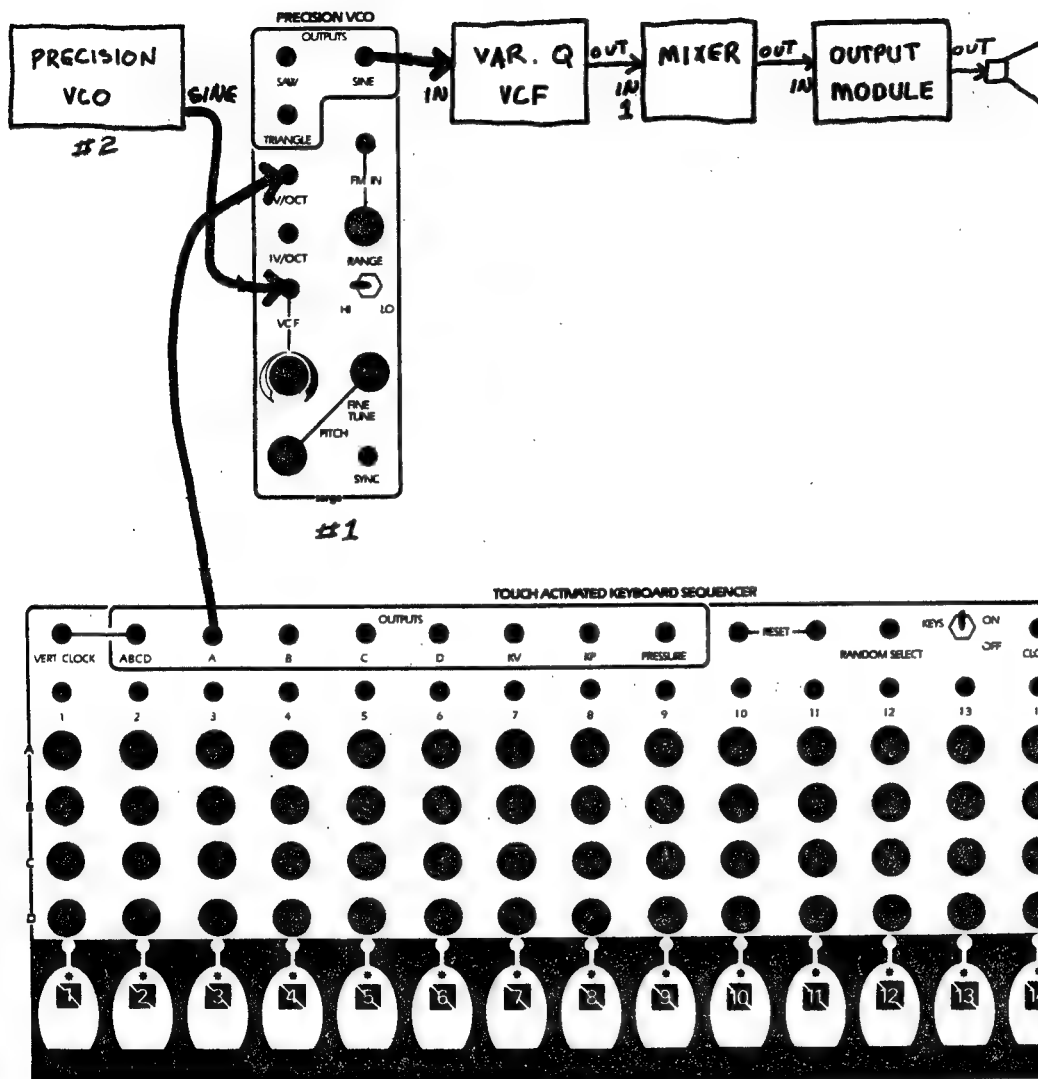 PRECISION VCO
#2
SINE
PRECISION VCO
OUTPUTS
SAW
SINE
TRIANGLE
FM IN
V/OCT
1V/OCT
RANGE
HI
LO
VCF
FINE TUNE
PITCH
SYNC
#1
IN
VAR. Q
VCF
OUT
IN
1
MIXER
OUT
IN
OUTPUT
MODULE
OUT
TOUCH ACTIVATED KEYBOARD SEQUENCER
OUTPUTS
VERT CLOCK
ABCD
A
B
C
D
KV
KP
PRESSURE
RESET
RANDOM SELECT
KEYS
ON
OFF
CLO
1 2 3 4 5 6 7 8 9 10 11 12 13 1
A
B
C
D
1 2 3 4 5 6 7 8 9 10 11 12 13 14